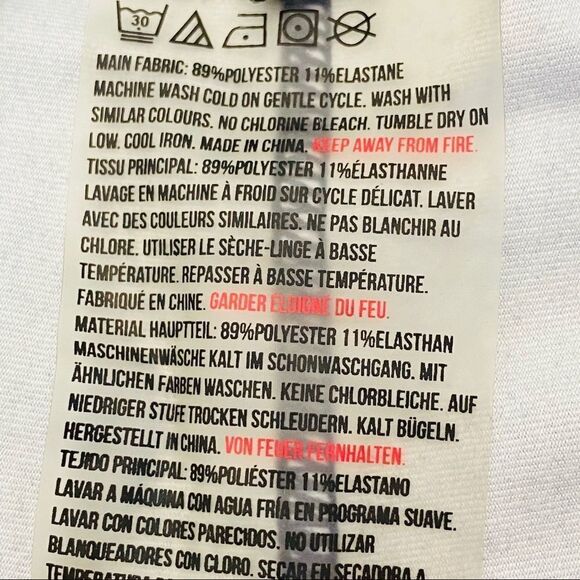 30
MAIN FABRIC: 89%POLYESTER 11%ELASTANE
MACHINE WASH COLD ON GENTLE CYCLE. WASH WITH
SIMILAR COLOURS. NO CHLORINE BLEACH. TUMBLE DRY ON
LOW. COOL IRON. MADE IN CHINA. KEEP AWAY FROM FIRE.
TISSU PRINCIPAL: 89%POLYESTER 11%ÉLASTHANNE
LAVAGE EN MACHINE À FROID SUR CYCLE DÉLICAT. LAVER
AVEC DES COULEURS SIMILAIRES. NE PAS BLANCHIR AU
CHLORE. UTILISER LE SÈCHE-LINGE À BASSE
TEMPÉRATURE. REPASSER À BASSE TEMPÉRATURE.
FABRIQUÉ EN CHINE. GARDER ÉLOIGNÉ DU FEU.
MATERIAL HAUPTTEIL: 89%POLYESTER 11%ELASTHAN
MASCHINENWÄSCHE KALT IM SCHONWASCHGANG. MIT
ÄHNLICHEN FARBEN WASCHEN. KEINE CHLORBLEICHE. AUF
NIEDRIGER STUFE TROCKEN SCHLEUDERN. KALT BÜGELN.
HERGESTELLT IN CHINA. VON FEUER FERNHALTEN.
TEJIDO PRINCIPAL: 89%POLIÉSTER 11%ELASTANO
LAVAR A MÁQUINA CON AGUA FRÍA EN PROGRAMA SUAVE.
LAVAR CON COLORES PARECIDOS. NO UTILIZAR
BLANQUEADORES CON CLORO. SECAR EN SECADORA A